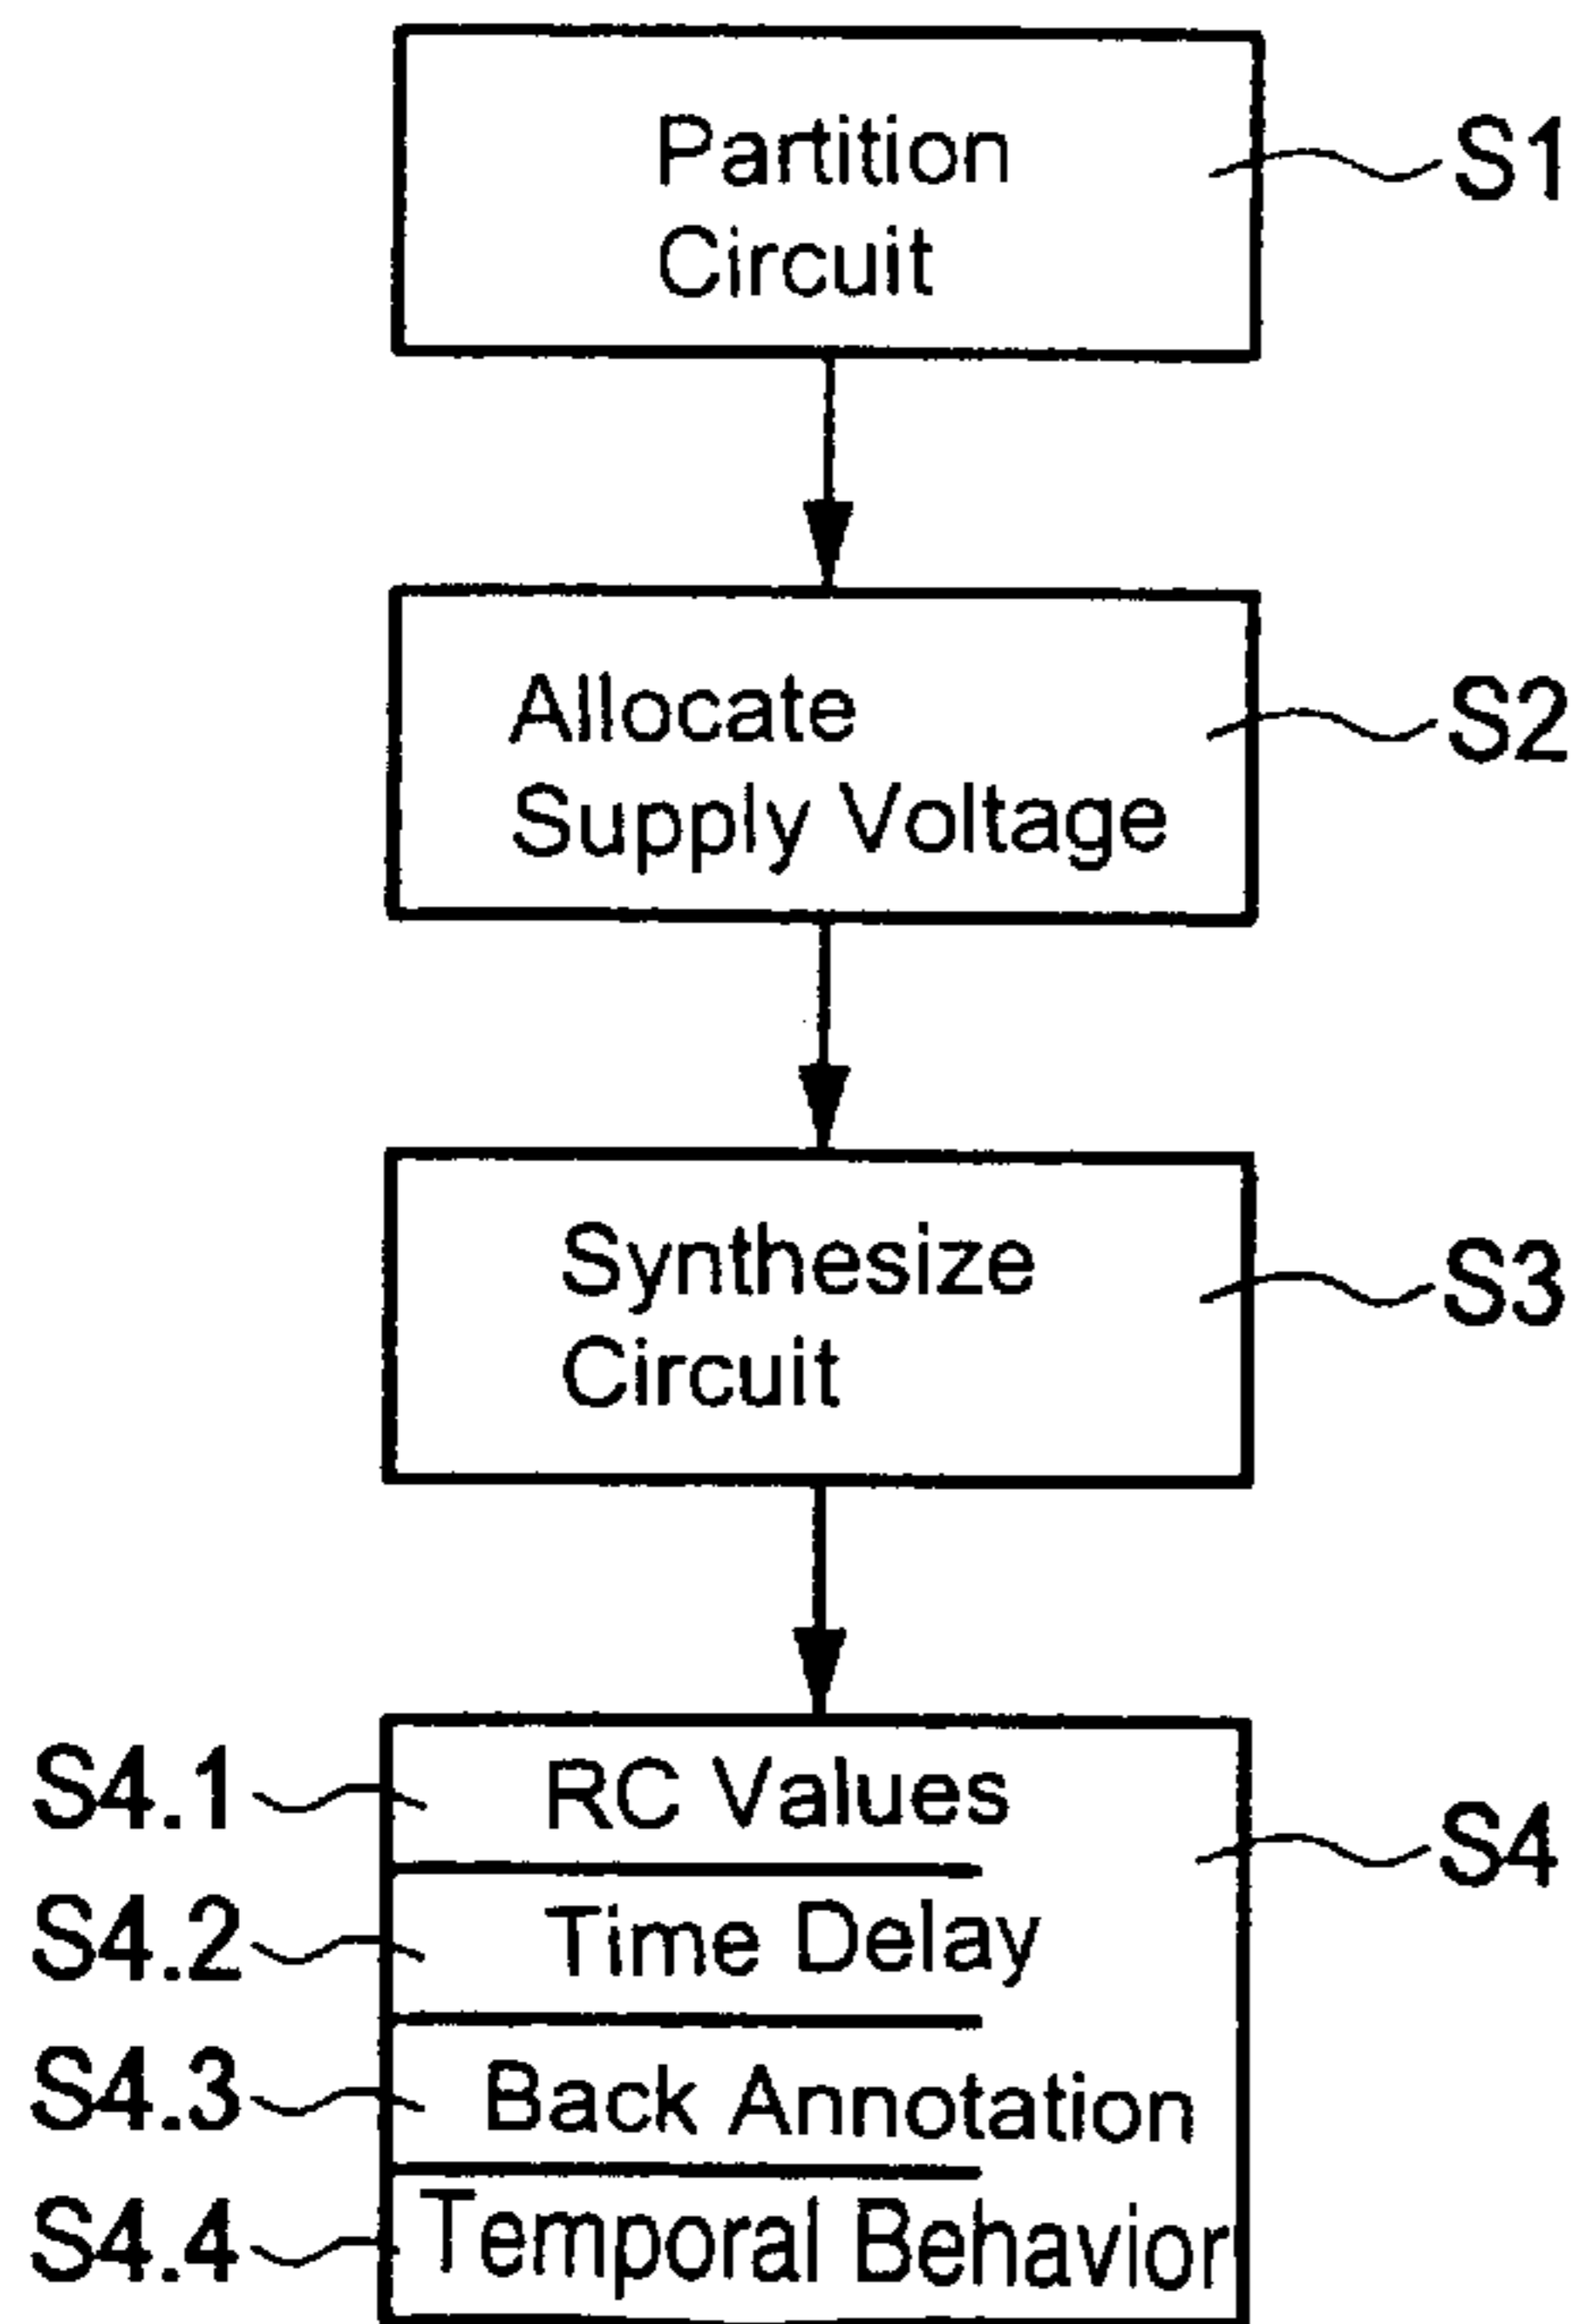 Partition
Circuit
S1
Allocate
Supply Voltage
S2
Synthesize
Circuit
S3
S4.1
RC Values
S4
S4.2
Time Delay
S4.3
Back Annotation
S4.4
Temporal Behavior